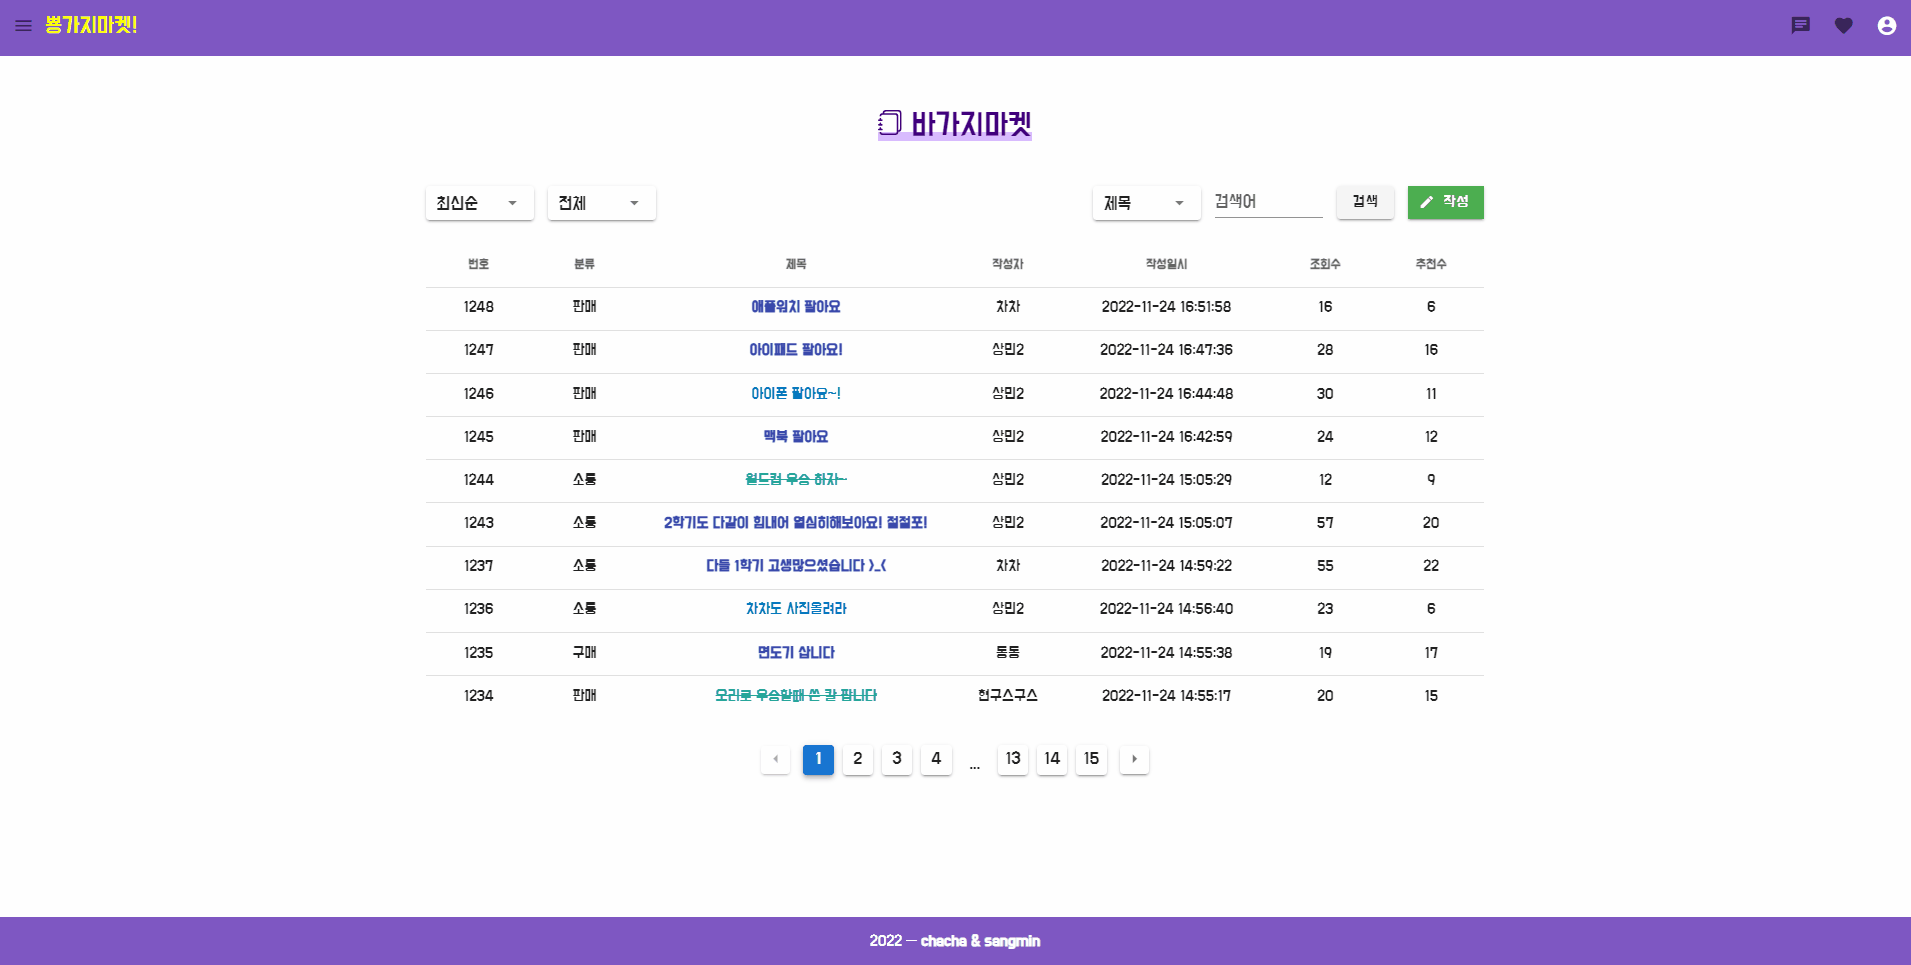 뿅가지마켓!
바가지마켓
최신순 전체 제목 검색어 검색 작성
번호 분류 제목 작성자 작성일시 조회수 추천수
1248 판매 애플워치 팔아요 차차 2022-11-24 16:51:58 16 6
1247 판매 아이패드 팔아요! 상민2 2022-11-24 16:47:36 28 16
1246 판매 아이폰 팔아요~! 상민2 2022-11-24 16:44:48 30 11
1245 판매 맥북 팔아요 상민2 2022-11-24 16:42:59 24 12
1244 소통 월드컵 우승 하자~ 상민2 2022-11-24 15:05:29 12 9
1243 소통 2학기도 다같이 힘내어 열심히해보아요! 절절포! 상민2 2022-11-24 15:05:07 57 20
1237 소통 다들 1학기 고생많으셨습니다 >_< 차차 2022-11-24 14:59:22 55 22
1236 소통 차차도 사진올려라 상민2 2022-11-24 14:56:40 23 6
1235 구매 면도기 삽니다 통통 2022-11-24 14:55:38 19 17
1234 판매 모리로 우승할때 쓴 칼 팝니다 현구스구스 2022-11-24 14:55:17 20 15
1 2 3 4 ... 13 14 15
2022 — chacha & sangmin